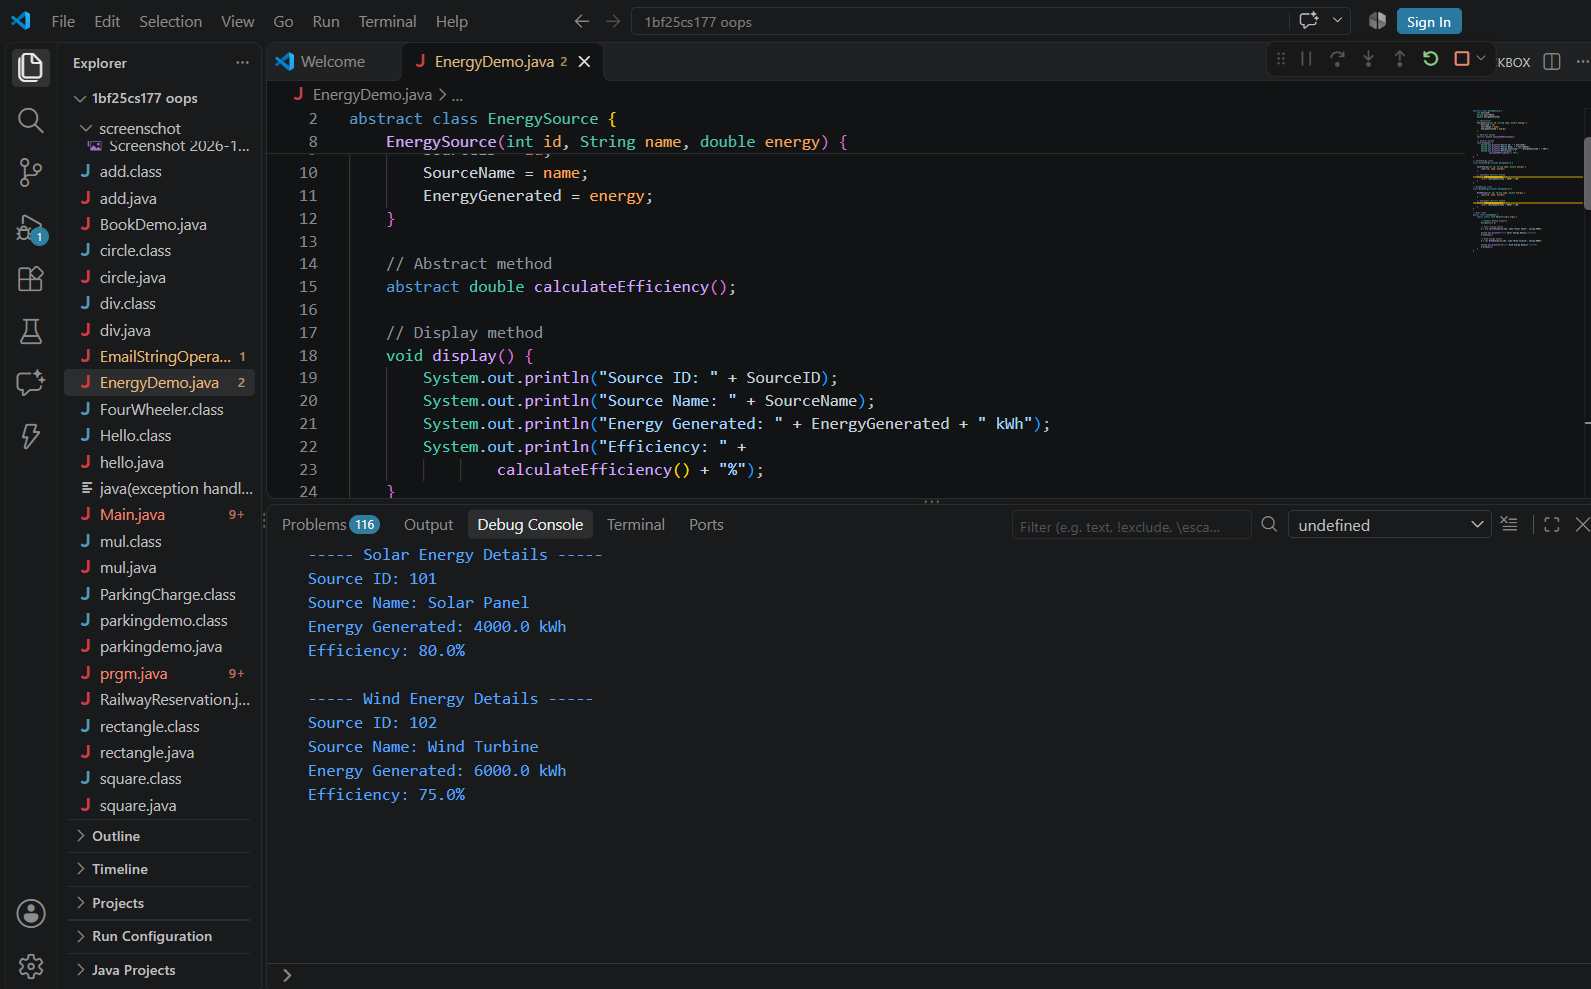 File Edit Selection View Go Run Terminal Help
1bf25cs177 oops
Sign In
Explorer
Welcome
J EnergyDemo.java 2
KBOX
1bf25cs177 oops
J EnergyDemo.java > ...
screenschot
Screenshot 2026-1...
J add.class
J add.java
J BookDemo.java
J circle.class
J circle.java
J div.class
J div.java
J EmailStringOpera... 1
J EnergyDemo.java 2
J FourWheeler.class
J Hello.class
J hello.java
java(exception handl...
J Main.java 9+
J mul.class
J mul.java
J ParkingCharge.class
J parkingdemo.class
J parkingdemo.java
J prgm.java 9+
J RailwayReservation.j...
J rectangle.class
J rectangle.java
J square.class
J square.java
Outline
Timeline
Projects
Run Configuration
Java Projects
1
2 abstract class EnergySource {
8 EnergySource(int id, String name, double energy) {
10 SourceName = name;
11 EnergyGenerated = energy;
12 }
13
14 // Abstract method
15 abstract double calculateEfficiency();
16
17 // Display method
18 void display() {
19 System.out.println("Source ID: " + SourceID);
20 System.out.println("Source Name: " + SourceName);
21 System.out.println("Energy Generated: " + EnergyGenerated + " kWh");
22 System.out.println("Efficiency: " +
23 calculateEfficiency() + "%");
24 }
Problems 116 Output Debug Console Terminal Ports
Filter (e.g. text, !exclude, \esca...
undefined
----- Solar Energy Details -----
Source ID: 101
Source Name: Solar Panel
Energy Generated: 4000.0 kWh
Efficiency: 80.0%
----- Wind Energy Details -----
Source ID: 102
Source Name: Wind Turbine
Energy Generated: 6000.0 kWh
Efficiency: 75.0%
>